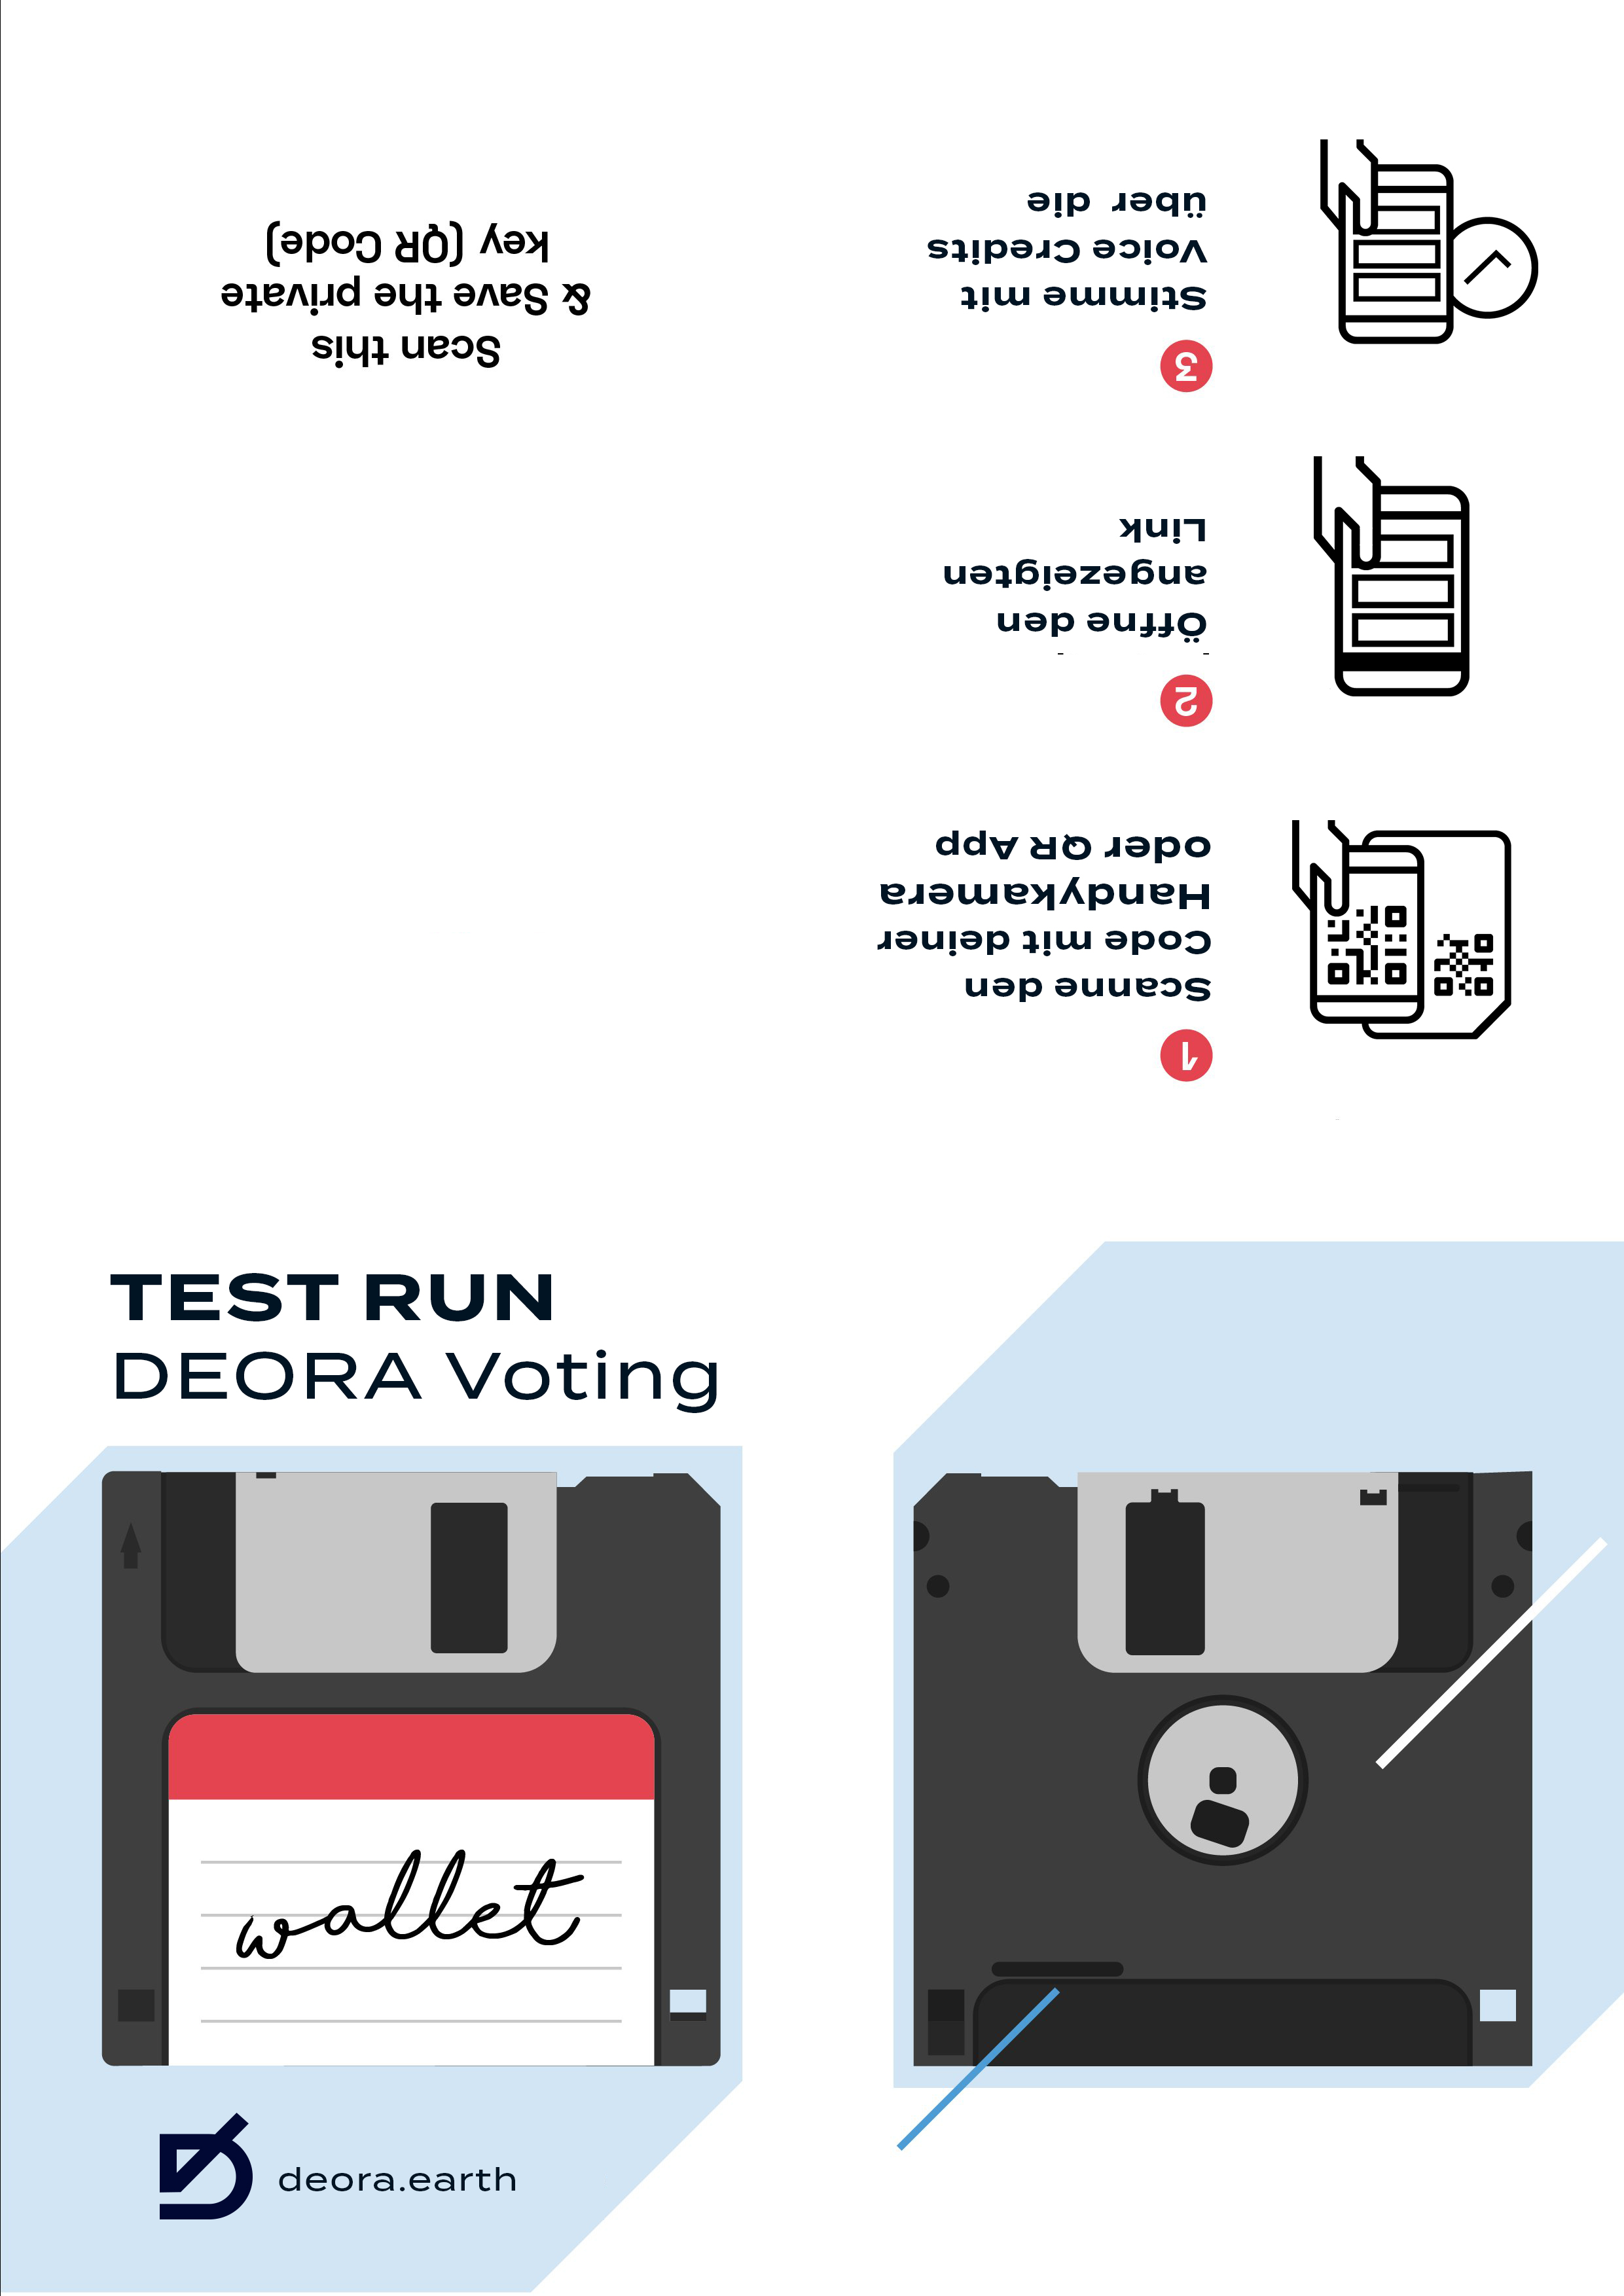 Scan this
& Save the private
key (QR Code)
1
Scanne den
Code mit deiner
Handykamera
oder QR App
2
Öffne den
angezeigten
Link
3
Stimme mit
Voice Credits
über die
TEST RUN
DEORA Voting
wallet
deora.earth